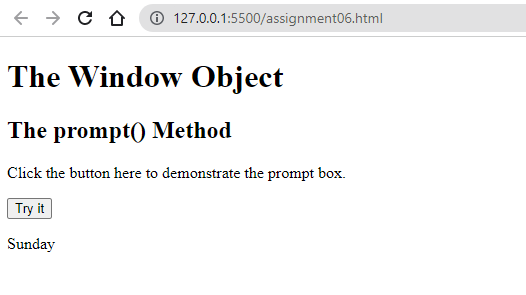 127.0.0.1:5500/assignment06.html
The Window Object
The prompt() Method
Click the button here to demonstrate the prompt box.
Try it
Sunday